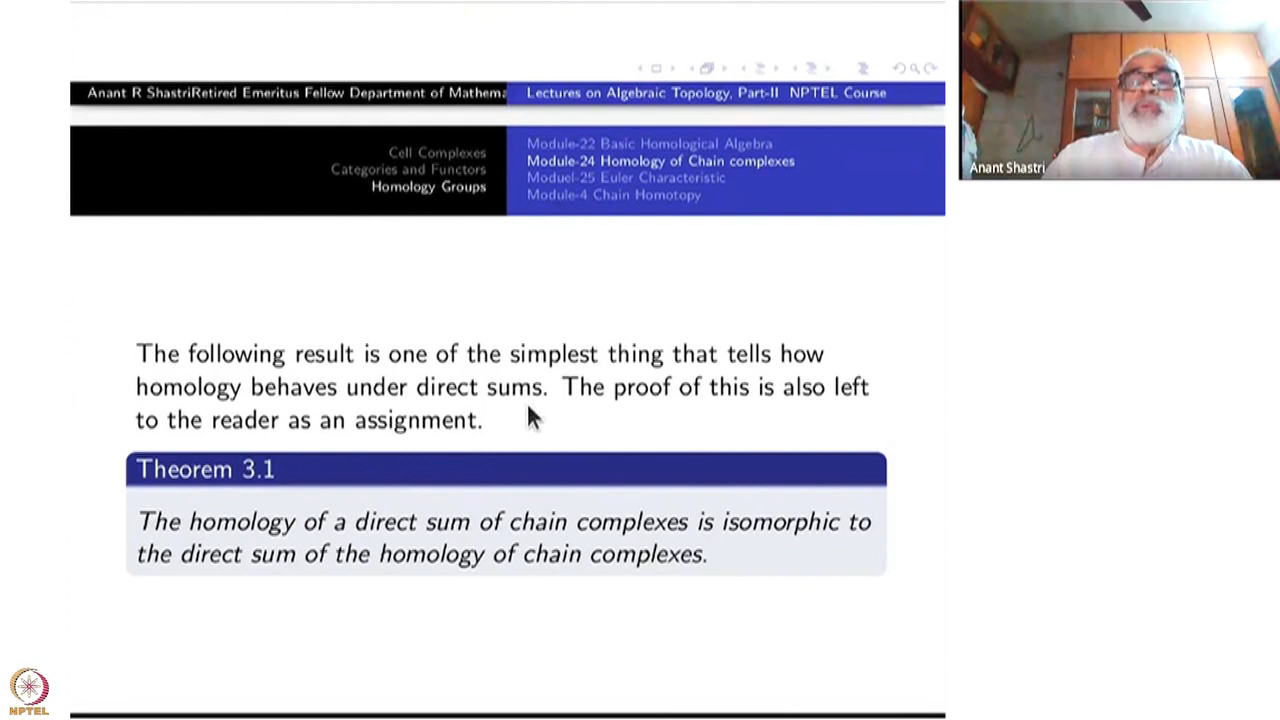 Anant R ShastriRetired Emeritus Fellow Department of Mathema
Lectures on Algebraic Topology, Part-II NPTEL Course
Cell Complexes
Categories and Functors
Homology Groups
Module-22 Basic Homological Algebra
Module-24 Homology of Chain complexes
Moduel-25 Euler Characteristic
Module-4 Chain Homotopy
The following result is one of the simplest thing that tells how
homology behaves under direct sums. The proof of this is also left
to the reader as an assignment.
Theorem 3.1
The homology of a direct sum of chain complexes is isomorphic to
the direct sum of the homology of chain complexes.
Anant Shastri
NPTEL